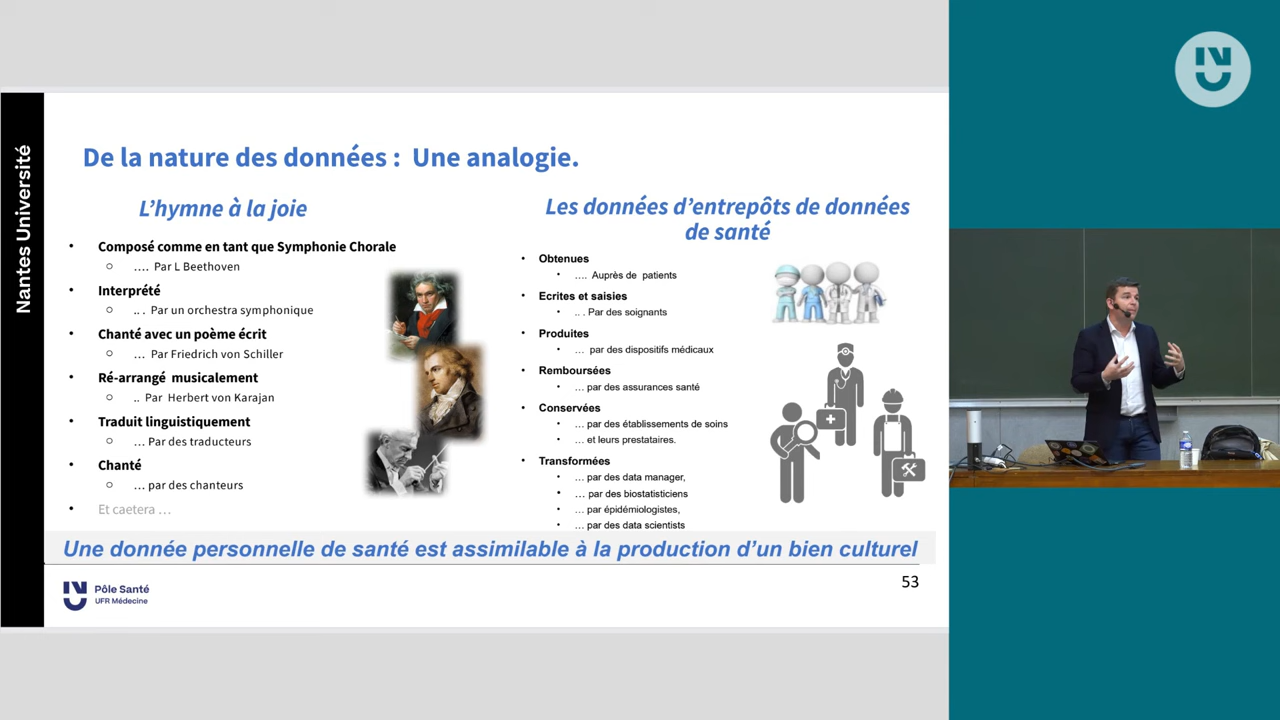 Nantes Université
De la nature des données : Une analogie.
L'hymne à la joie
• Composé comme en tant que Symphonie Chorale
○ …. Par L Beethoven
• Interprété
○ .. . Par un orchestra symphonique
• Chanté avec un poème écrit
○ … Par Friedrich von Schiller
• Ré-arrangé musicalement
○ .. Par Herbert von Karajan
• Traduit linguistiquement
○ … Par des traducteurs
• Chanté
○ … par des chanteurs
• Et caetera …
Les données d'entrepôts de données
de santé
• Obtenues
• …. Auprès de patients
• Ecrites et saisies
• .. . Par des soignants
• Produites
• … par des dispositifs médicaux
• Remboursées
• … par des assurances santé
• Conservées
• … par des établissements de soins
• … et leurs prestataires.
• Transformées
• … par des data manager,
• … par des biostatisticiens
• … par épidémiologistes,
• … par des data scientists
Une donnée personnelle de santé est assimilable à la production d'un bien culturel
Pôle Santé
UFR Médecine
53